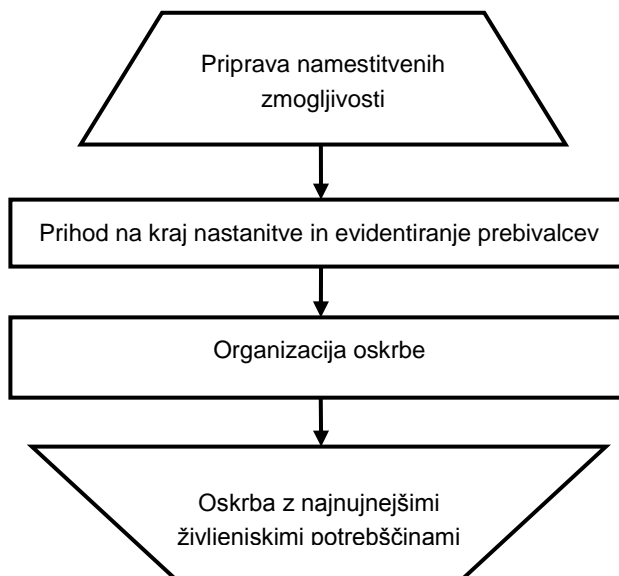 Priprava namestitvenih
zmogljivosti
Prihod na kraj nastanitve in evidentiranje prebivalcev
Organizacija oskrbe
Oskrba z najnujnejšimi
življenjskimi potrebščinami